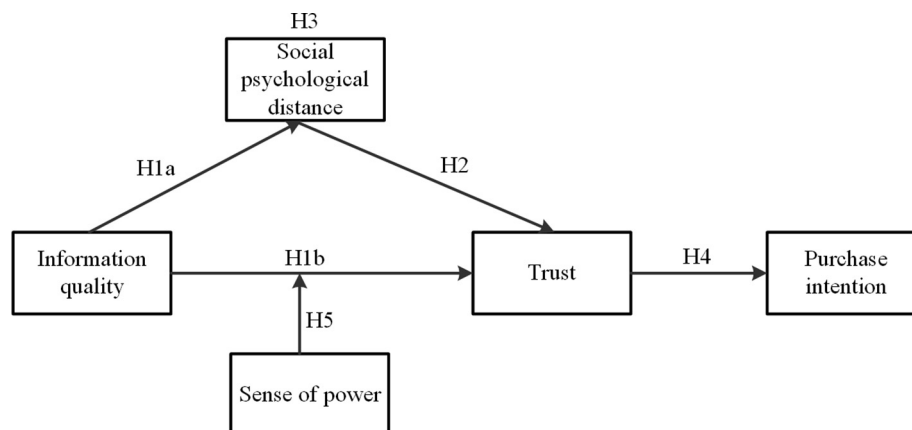 H3
Social
psychological
distance
H1a
H2
Information
quality
H1b
Trust
H4
Purchase
intention
H5
Sense of power